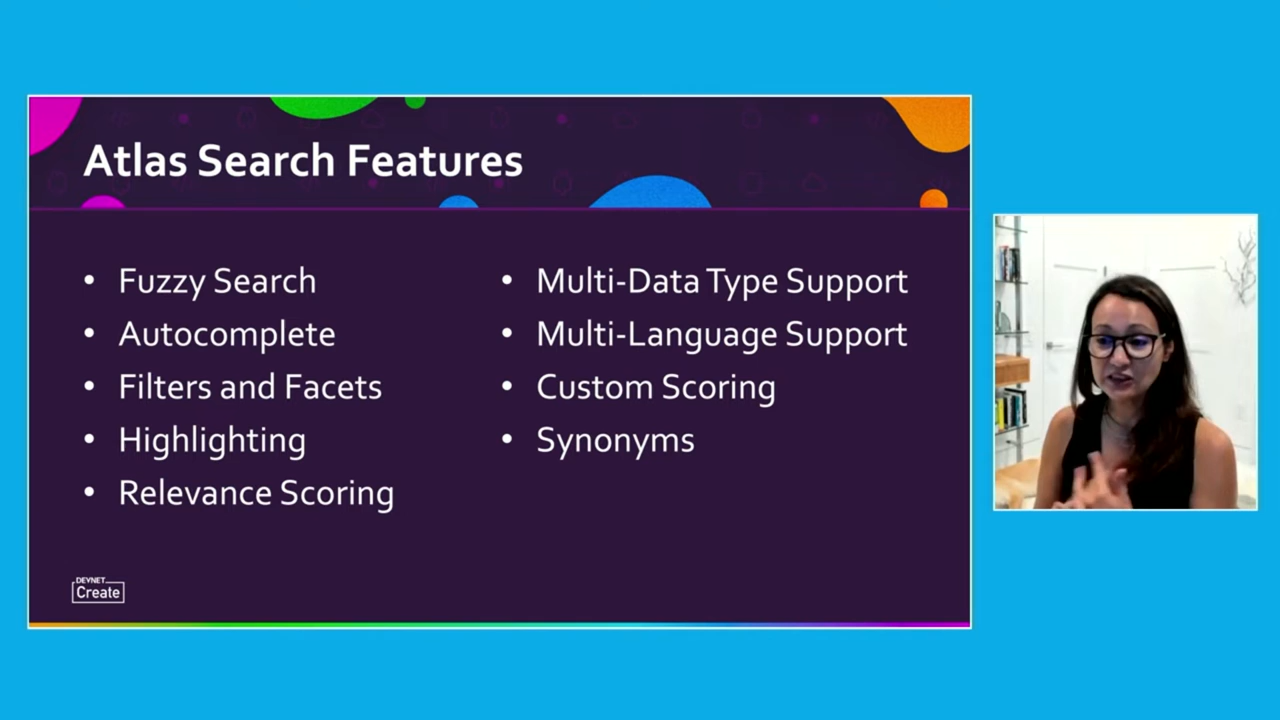 Atlas Search Features
• Fuzzy Search
• Autocomplete
• Filters and Facets
• Highlighting
• Relevance Scoring
• Multi-Data Type Support
• Multi-Language Support
• Custom Scoring
• Synonyms
DEVNET
Create